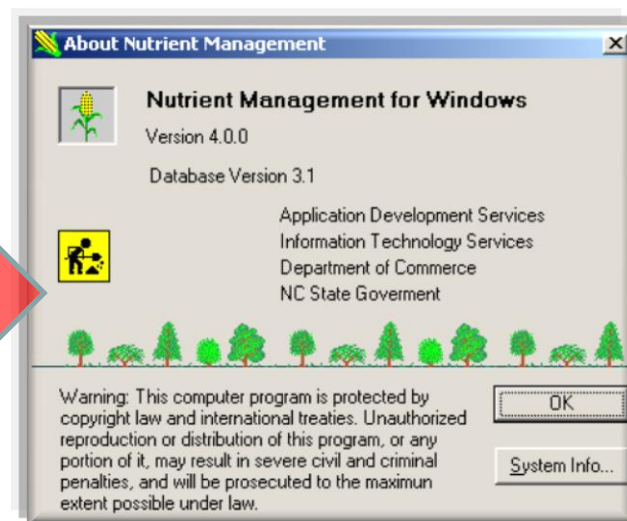 About Nutrient Management
Nutrient Management for Windows
Version 4.0.0
Database Version 3.1
Application Development Services
Information Technology Services
Department of Commerce
NC State Goverment
Warning: This computer program is protected by
copyright law and international treaties. Unauthorized
reproduction or distribution of this program, or any
portion of it, may result in severe civil and criminal
penalties, and will be prosecuted to the maximun
extent possible under law.
OK
System Info...